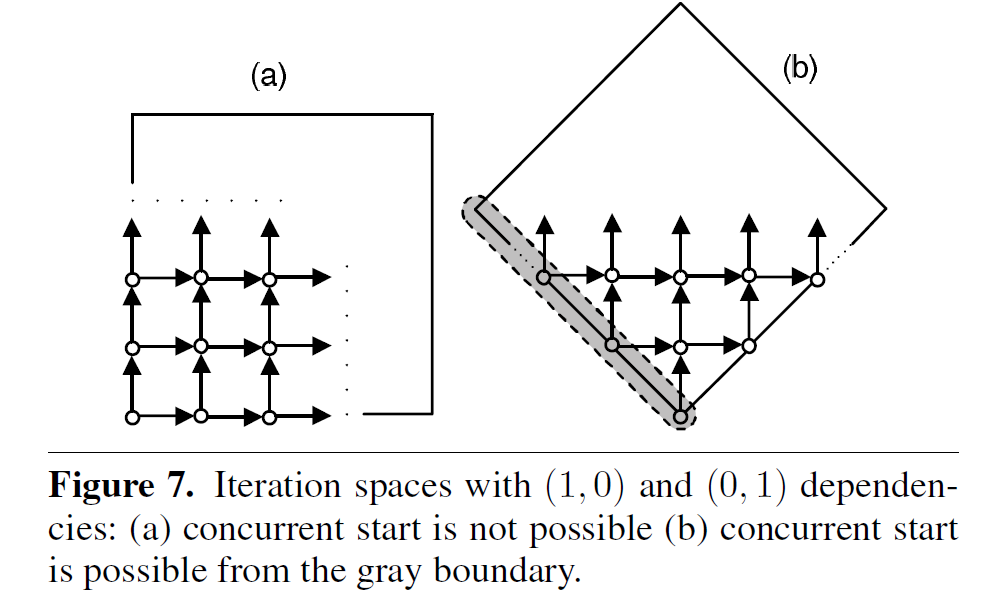 (a)
(b)
Figure 7. Iteration spaces with (1, 0) and (0, 1) dependen-
cies: (a) concurrent start is not possible (b) concurrent start
is possible from the gray boundary.